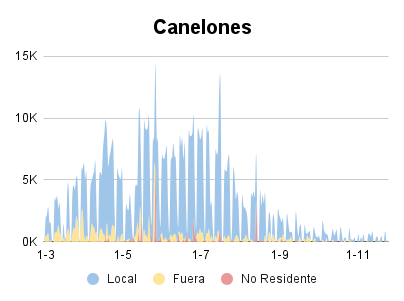 Canelones
15K
10K
5K
0K
1-3 1-5 1-7 1-9 1-11
Local Fuera No Residente